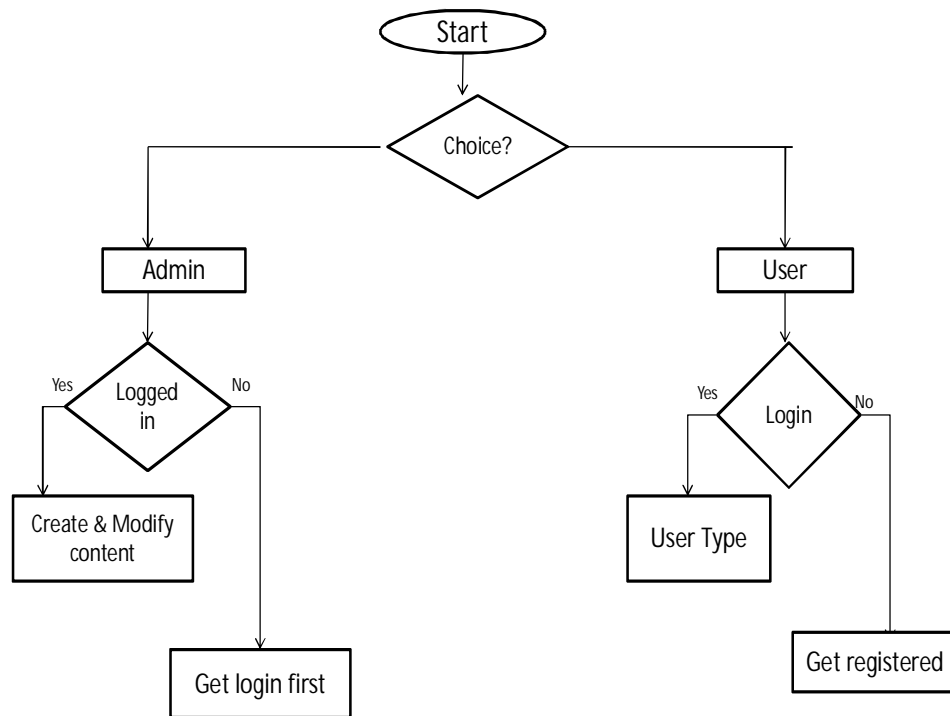 Start
Choice?
Admin
User
Yes
Logged
in
No
Yes
Login
No
Create & Modify
content
User Type
Get login first
Get registered